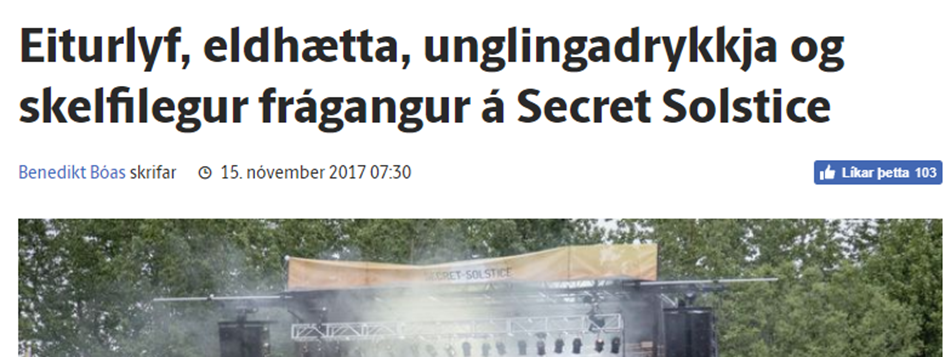 Eiturlyf, eldhætta, unglingadrykkja og
skelfilegur frágangur á Secret Solstice
Benedikt Bóas skrifar 15. nóvember 2017 07:30
Líkar þetta 103
SECRET-SOLSTICE